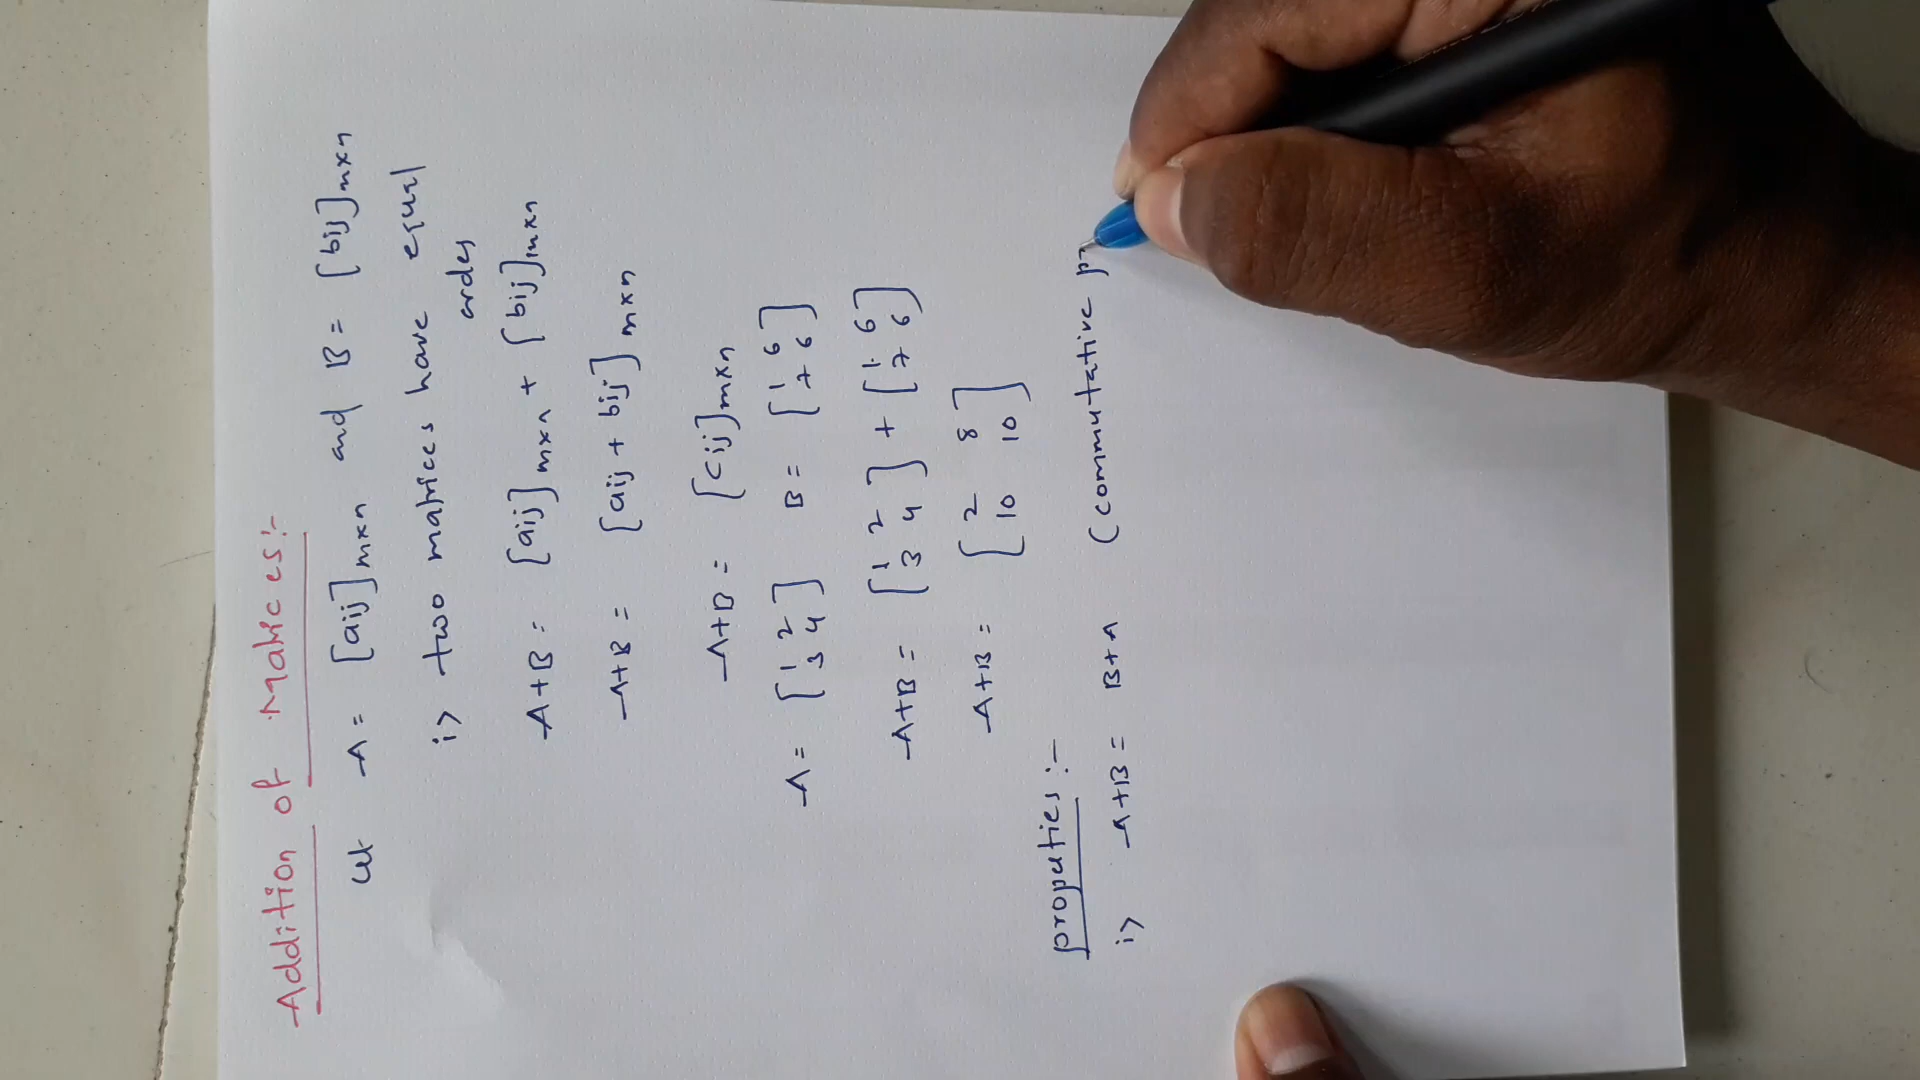 Addition of Matrices:-
let A = [aij]mxn and B = [bij]mxn
i> two matrices have equal
order
A+B = [aij]mxn + [bij]mxn
A+B = [aij + bij]mxn
A+B = [cij]mxn
A = [1 2 B = [1 6
3 4] 7 6]
A+B = [1 2 + [1 6
3 4] 7 6]
A+B = [2 8
10 10]
properties:-
i> A+B = B+A (commutative pr